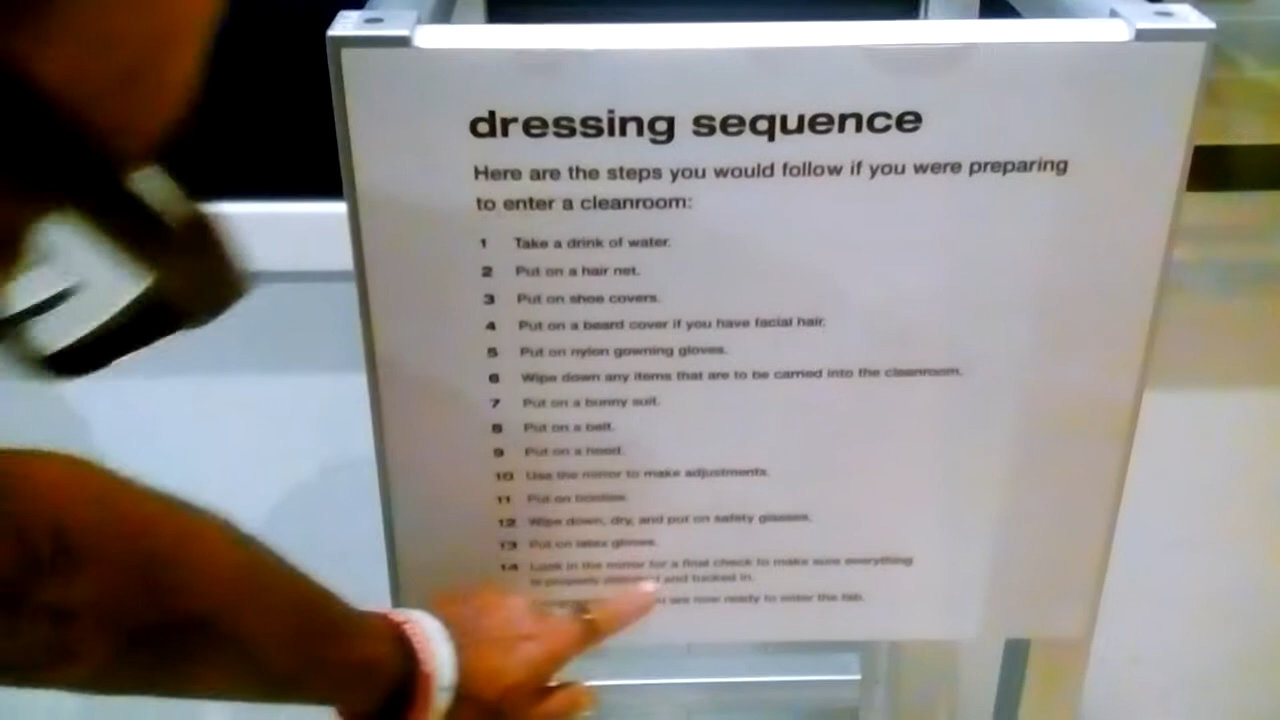 dressing sequence
Here are the steps you would follow if you were preparing
to enter a cleanroom:
1 Take a drink of water.
2 Put on a hair net.
3 Put on shoe covers.
4 Put on a beard cover if you have facial hair.
5 Put on nylon gowning gloves.
6 Wipe down any items that are to be carried into the cleanroom.
7 Put on a bunny suit.
8 Put on a belt.
9 Put on a hood.
10 Use the mirror to make adjustments.
11 Put on booties.
12 Wipe down, dry, and put on safety glasses.
13 Put on latex gloves.
14 Look in the mirror for a final check to make sure everything
is properly and tucked in.
are now ready to enter the fab.